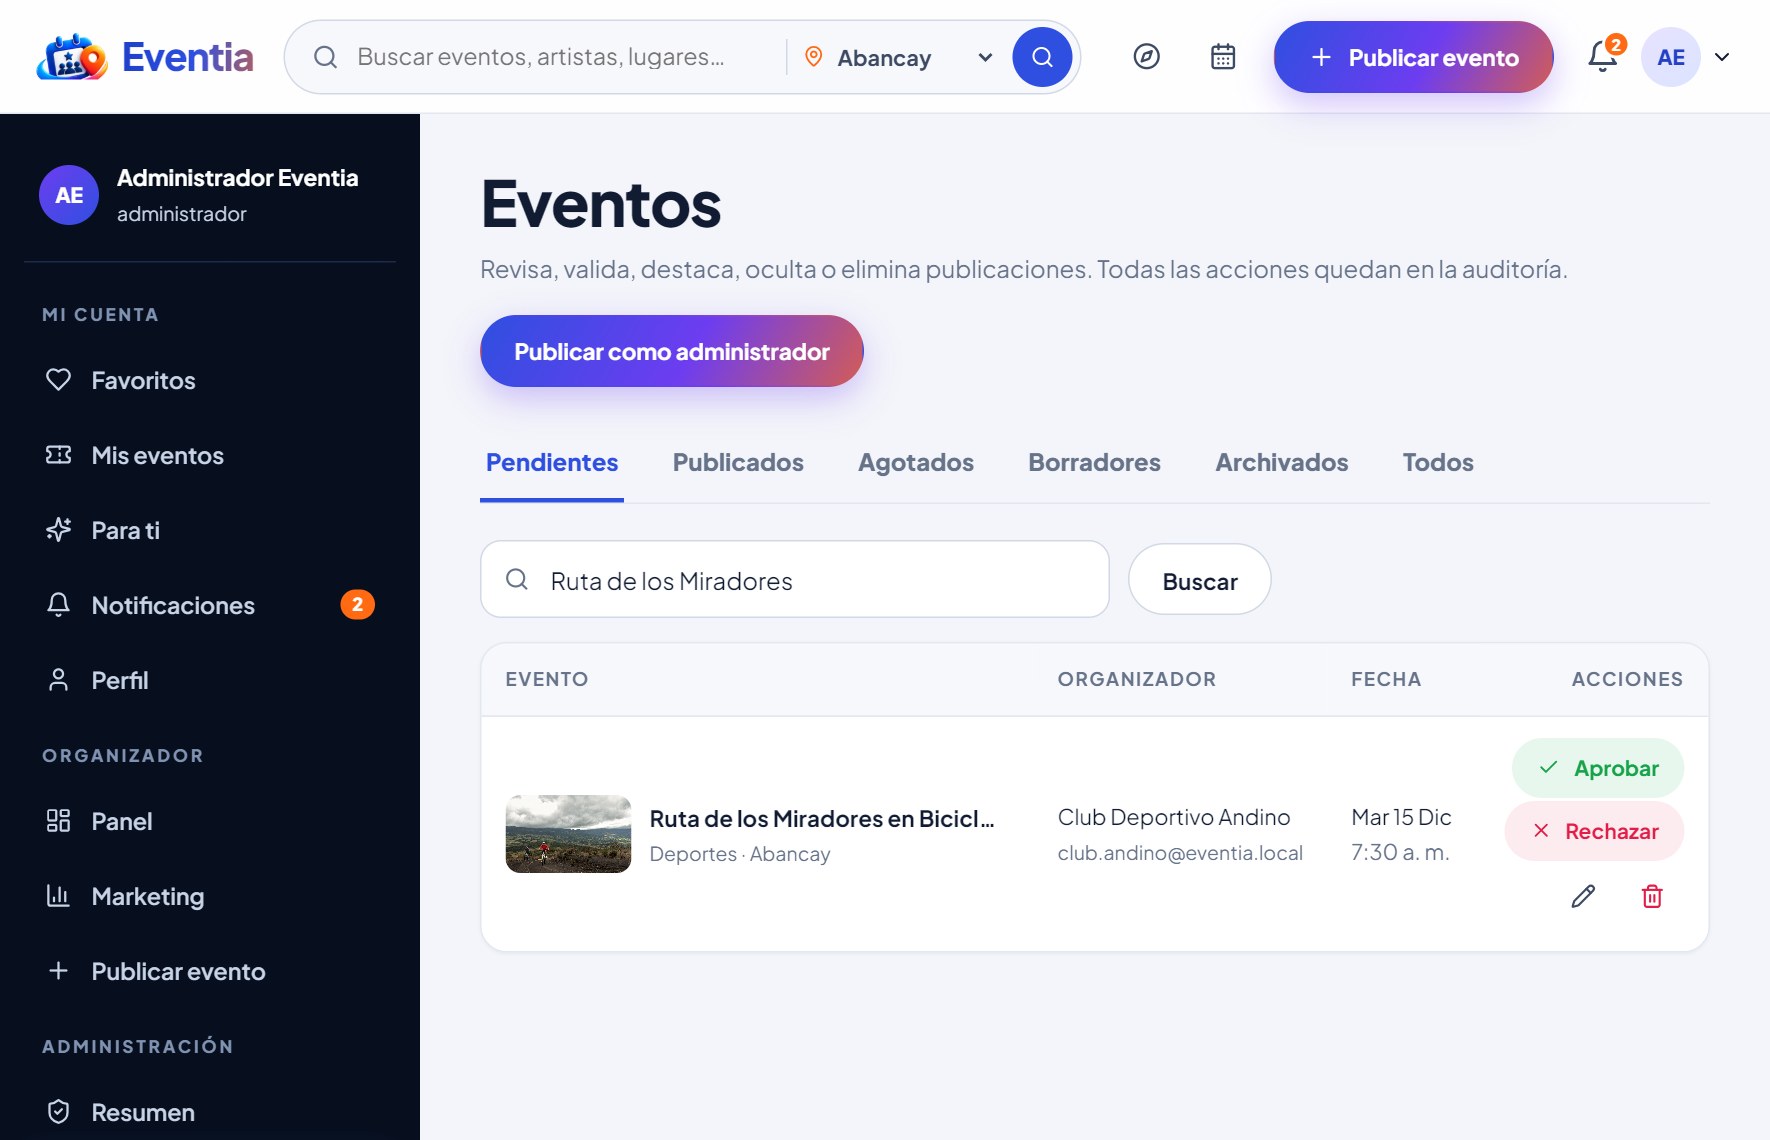 Eventia
Buscar eventos, artistas, lugares...
Abancay
Publicar evento
2
AE
AE
Administrador Eventia
administrador
MI CUENTA
Favoritos
Mis eventos
Para ti
Notificaciones
2
Perfil
ORGANIZADOR
Panel
Marketing
Publicar evento
ADMINISTRACIÓN
Resumen
Eventos
Revisa, valida, destaca, oculta o elimina publicaciones. Todas las acciones quedan en la auditoría.
Publicar como administrador
Pendientes
Publicados
Agotados
Borradores
Archivados
Todos
Ruta de los Miradores
Buscar
EVENTO
ORGANIZADOR
FECHA
ACCIONES
Ruta de los Miradores en Bicicl...
Deportes · Abancay
Club Deportivo Andino
club.andino@eventia.local
Mar 15 Dic
7:30 a. m.
Aprobar
Rechazar